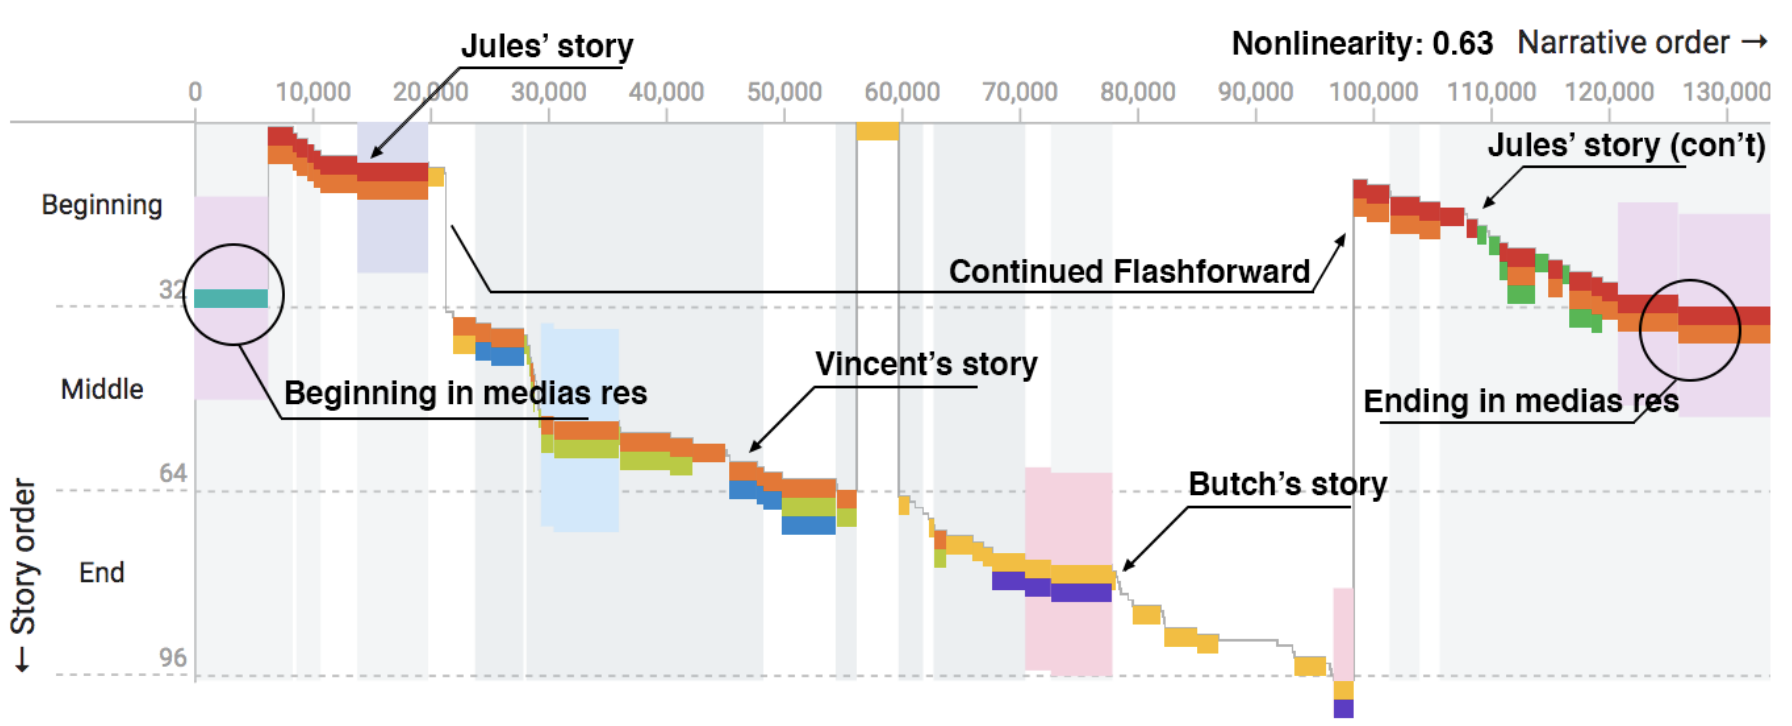 Jules’ story
Nonlinearity: 0.63 Narrative order →
0 10,000 20,000 30,000 40,000 50,000 60,000 70,000 80,000 90,000 100,000 110,000 120,000 130,000
Jules’ story (con’t)
Beginning
Continued Flashforward
32
Vincent’s story
Middle
Beginning in medias res
Ending in medias res
64
Butch’s story
End
96
← Story order